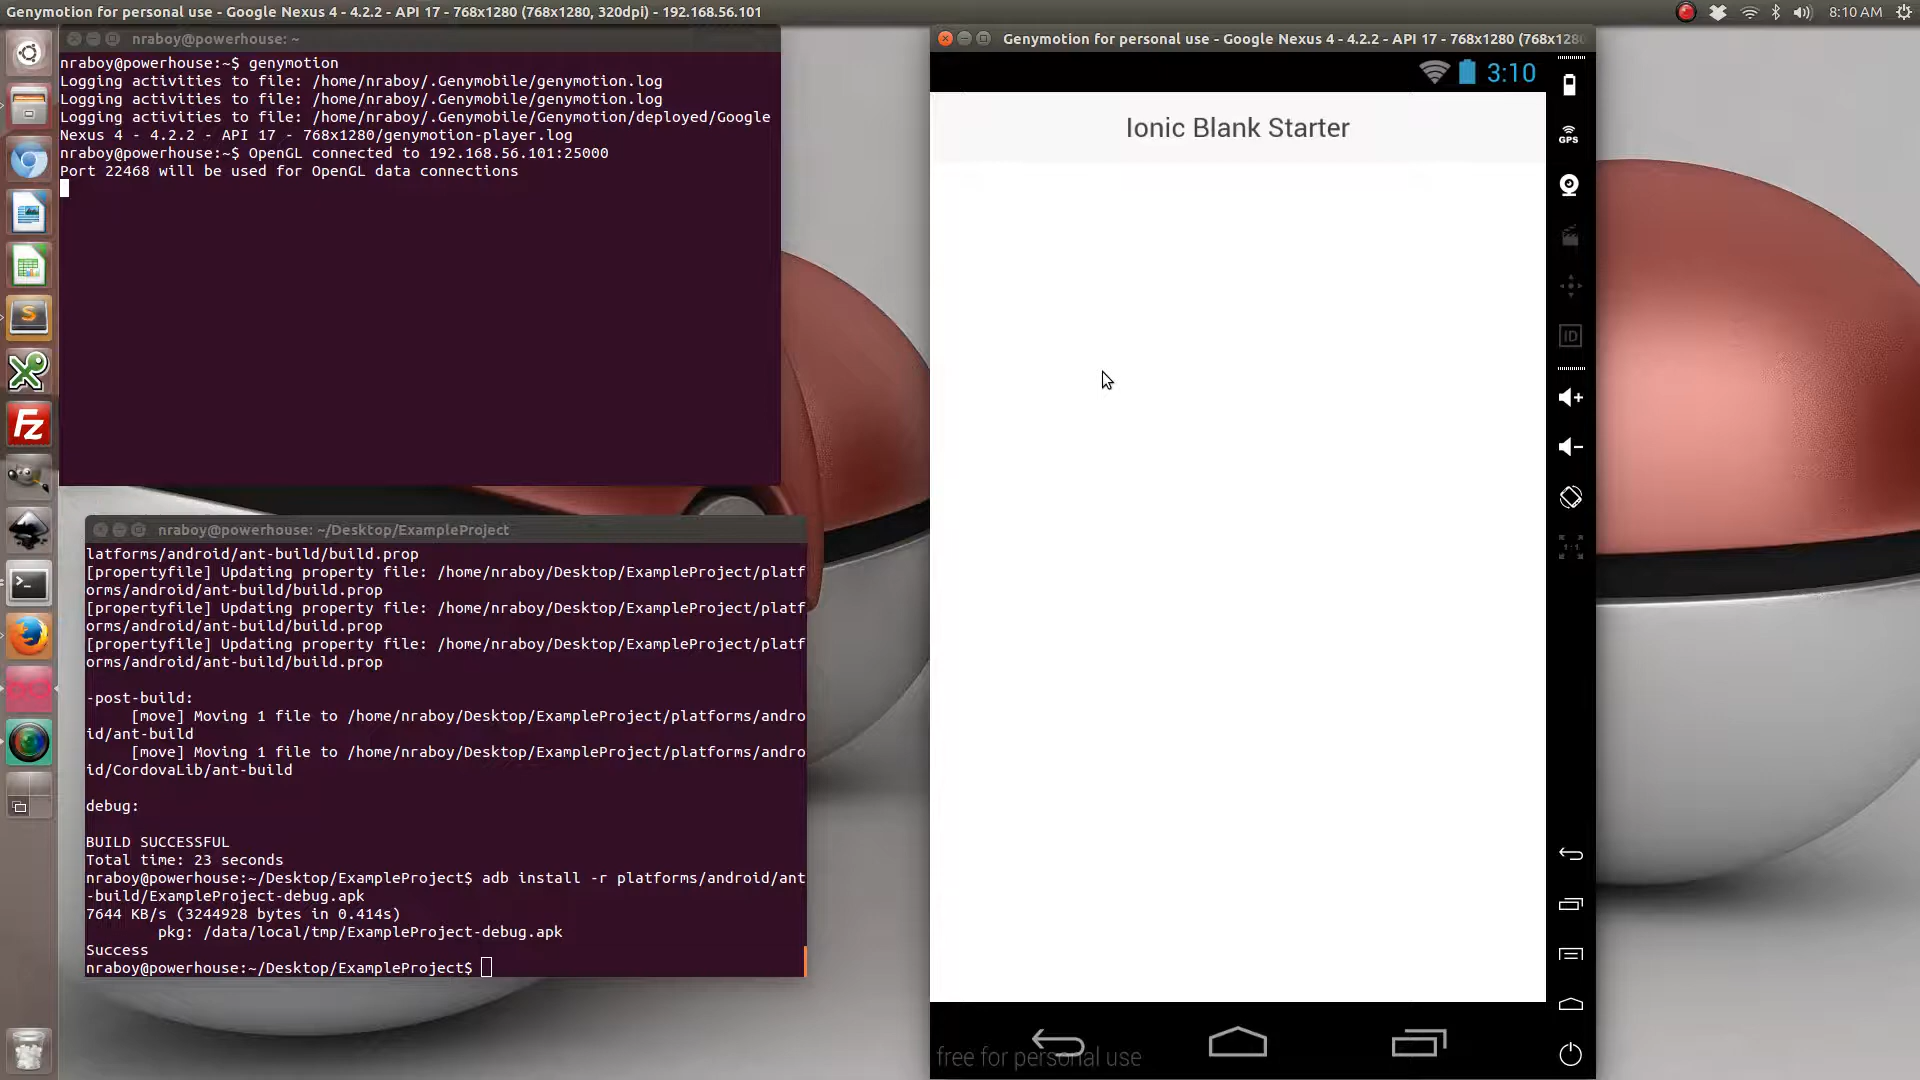 Genymotion for personal use - Google Nexus 4 - 4.2.2 - API 17 - 768x1280 (768x1280, 320dpi) - 192.168.56.101
8:10 AM
nraboy@powerhouse: ~
nraboy@powerhouse:~$ genymotion
Logging activities to file: /home/nraboy/.Genymobile/genymotion.log
Logging activities to file: /home/nraboy/.Genymobile/genymotion.log
Logging activities to file: /home/nraboy/.Genymobile/Genymotion/deployed/Google
Nexus 4 - 4.2.2 - API 17 - 768x1280/genymotion-player.log
nraboy@powerhouse:~$ OpenGL connected to 192.168.56.101:25000
Port 22468 will be used for OpenGL data connections
nraboy@powerhouse: ~/Desktop/ExampleProject
latforms/android/ant-build/build.prop
[propertyfile] Updating property file: /home/nraboy/Desktop/ExampleProject/platf
orms/android/ant-build/build.prop
[propertyfile] Updating property file: /home/nraboy/Desktop/ExampleProject/platf
orms/android/ant-build/build.prop
[propertyfile] Updating property file: /home/nraboy/Desktop/ExampleProject/platf
orms/android/ant-build/build.prop
-post-build:
[move] Moving 1 file to /home/nraboy/Desktop/ExampleProject/platforms/andro
id/ant-build
[move] Moving 1 file to /home/nraboy/Desktop/ExampleProject/platforms/andro
id/CordovaLib/ant-build
debug:
BUILD SUCCESSFUL
Total time: 23 seconds
nraboy@powerhouse:~/Desktop/ExampleProject$ adb install -r platforms/android/ant
-build/ExampleProject-debug.apk
7644 KB/s (3244928 bytes in 0.414s)
pkg: /data/local/tmp/ExampleProject-debug.apk
Success
nraboy@powerhouse:~/Desktop/ExampleProject$
Genymotion for personal use - Google Nexus 4 - 4.2.2 - API 17 - 768x1280 (768x1280
3:10
Ionic Blank Starter
GPS
ID
1:1
free for personal use